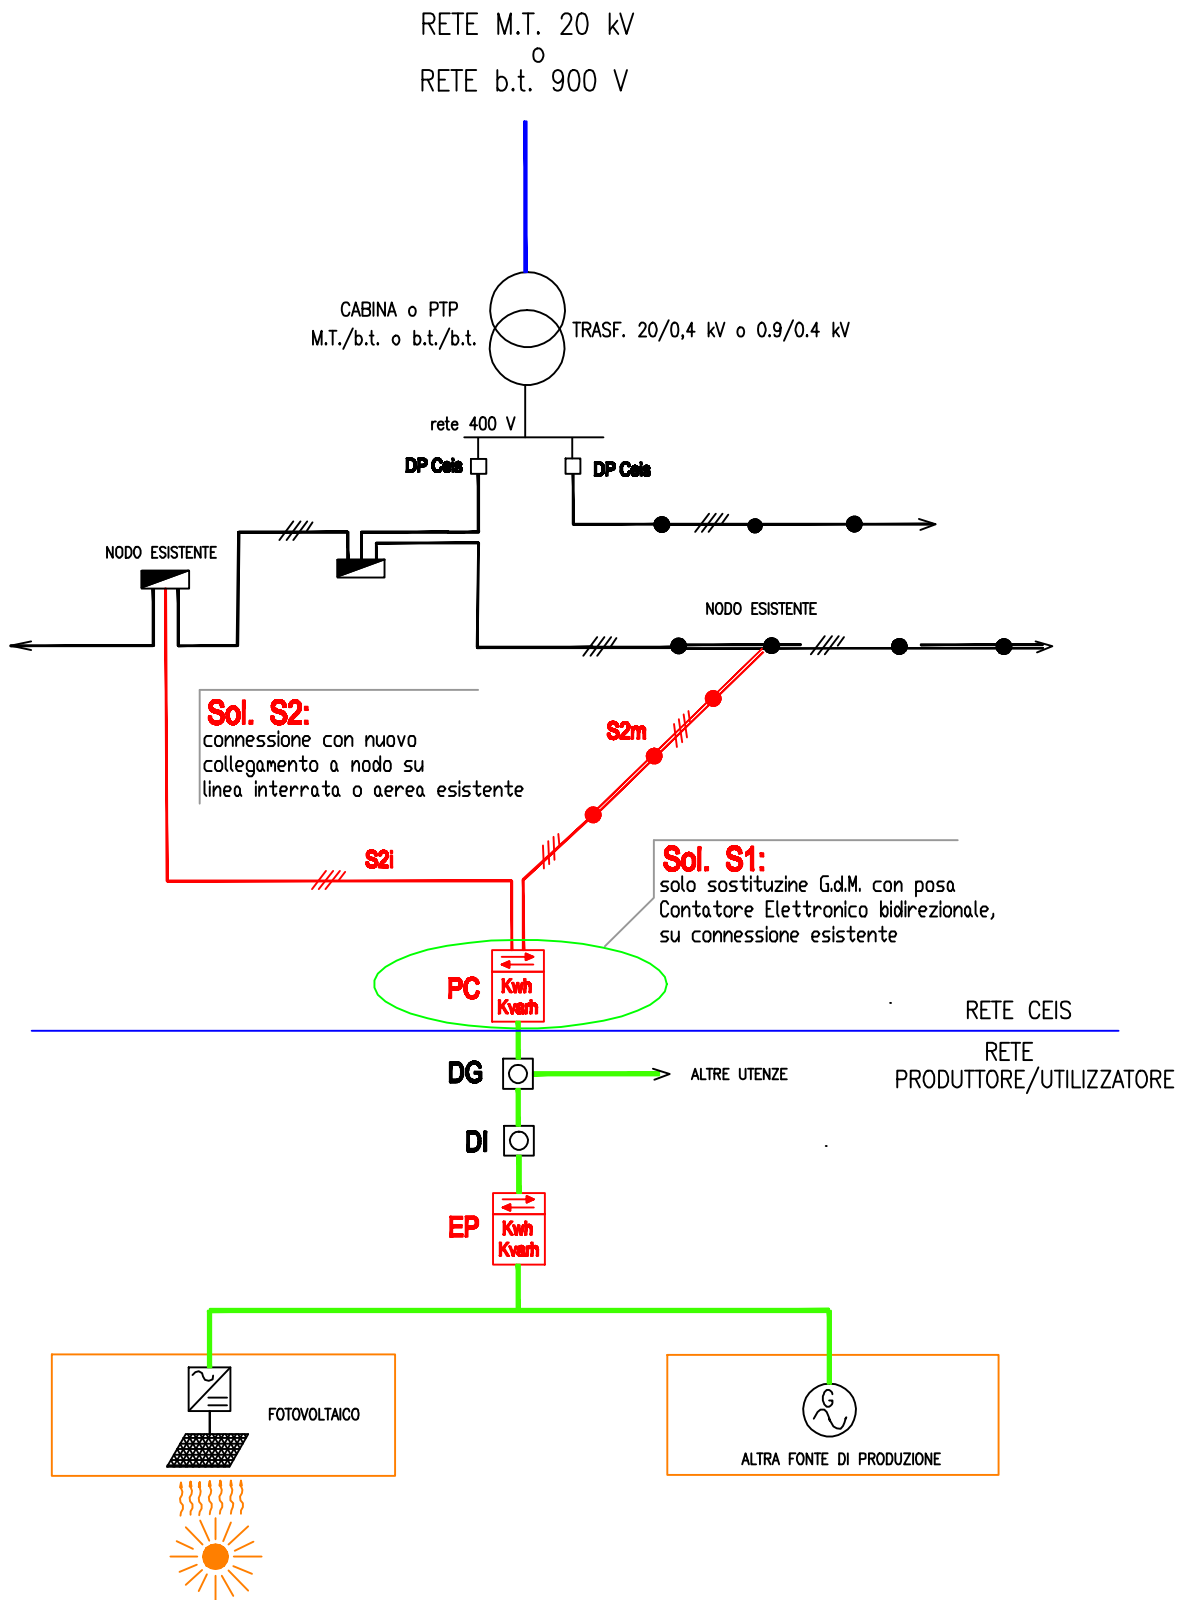 RETE M.T. 20 kV
o
RETE b.t. 900 V
CABINA o PTP
M.T./b.t. o b.t./b.t.
TRASF. 20/0,4 kV o 0.9/0.4 kV
rete 400 V
DP Ceis
DP Ceis
NODO ESISTENTE
NODO ESISTENTE
Sol. S2:
connessione con nuovo
collegamento a nodo su
linea interrata o aerea esistente
S2m
S2i
Sol. S1:
solo sostituzine G.d.M. con posa
Contatore Elettronico bidirezionale,
su connessione esistente
PC
Kwh
Kvarh
RETE CEIS
RETE
PRODUTTORE/UTILIZZATORE
DG
ALTRE UTENZE
DI
EP
Kwh
Kvarh
FOTOVOLTAICO
G
ALTRA FONTE DI PRODUZIONE